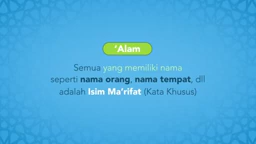 ‘Alam
Semua yang memiliki nama
seperti nama orang, nama tempat, dll
adalah Isim Ma’rifat (Kata Khusus)